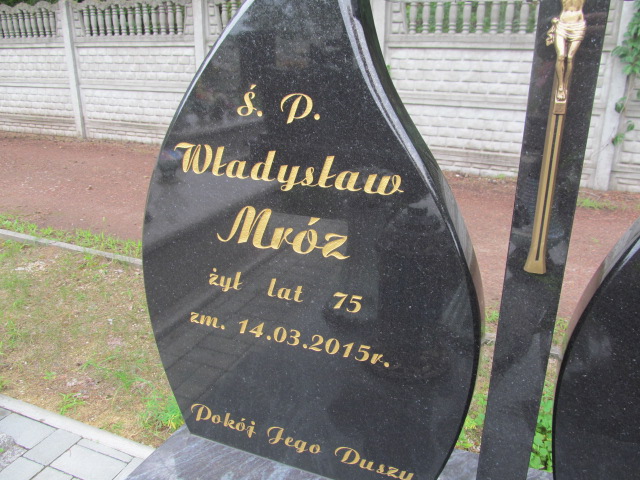 Ś. P.
Władysław
Mróz
żył lat 75
zm. 14.03.2015r.
Pokój Jego Duszy